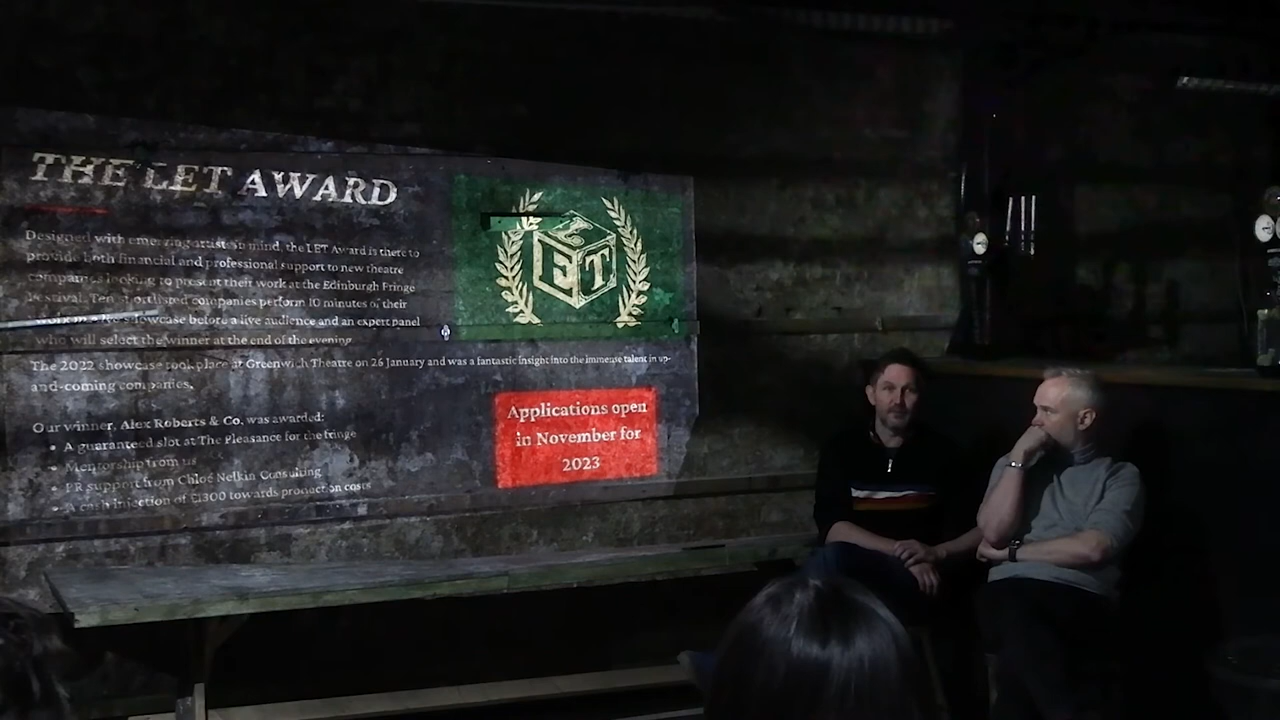 THE LET AWARD
Designed with emerging artists in mind, the LET Award is there to
provide both financial and professional support to new theatre
companies looking to present their work at the Edinburgh Fringe
Festival. Ten shortlisted companies perform 10 minutes of their
showcase before a live audience and an expert panel
who will select the winner at the end of the evening.
The 2022 showcase took place at Greenwich Theatre on 26 January and was a fantastic insight into the immense talent in up-
and-coming companies.
Our winner, Alex Roberts & Co. was awarded:
• A guaranteed slot at The Pleasance for the fringe
• Mentorship from us
• PR support from Chloé Nelkin Consulting
• A cash injection of £1300 towards production costs
LET
Applications open
in November for
2023